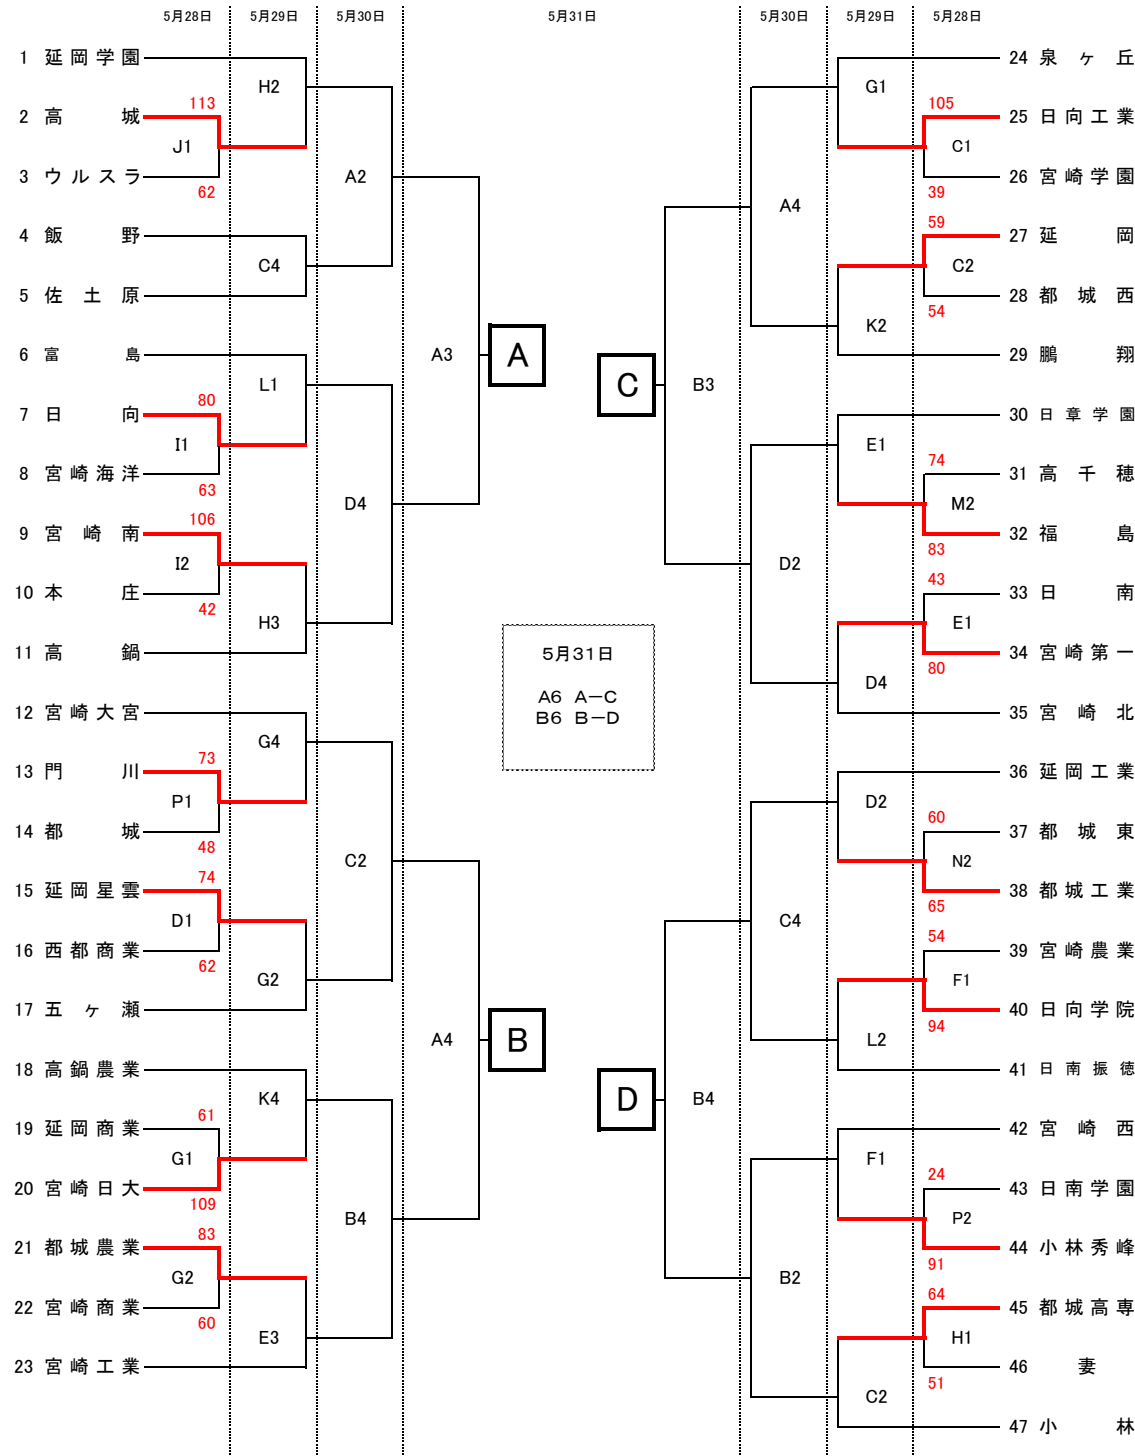 5月28日 5月29日 5月30日 5月31日 5月30日 5月29日 5月28日
1 延岡学園
H2
2 高城
113
J1
3 ウルスラ
62
A2
4 飯野
C4
5 佐土原
A3
A
6 富島
L1
7 日向
80
I1
8 宮崎海洋
63
D4
9 宮崎南
106
I2
10 本庄
42
H3
11 高鍋
12 宮崎大宮
G4
13 門川
73
P1
14 都城
48
C2
15 延岡星雲
74
D1
16 西都商業
62
G2
17 五ヶ瀬
A4
B
18 高鍋農業
K4
19 延岡商業
61
G1
20 宮崎日大
109
B4
21 都城農業
83
G2
22 宮崎商業
60
E3
23 宮崎工業
5月31日
A6 A-C
B6 B-D
24 泉ヶ丘
G1
105
25 日向工業
C1
26 宮崎学園
39
A4
59
27 延岡
C2
28 都城西
54
K2
29 鵬翔
C
B3
30 日章学園
E1
74
31 高千穂
M2
32 福島
83
D2
43
33 日南
E1
34 宮崎第一
80
D4
35 宮崎北
36 延岡工業
D2
60
37 都城東
N2
38 都城工業
65
C4
54
39 宮崎農業
F1
40 日向学院
94
L2
41 日南振徳
D
B4
42 宮崎西
F1
24
43 日南学園
P2
44 小林秀峰
91
B2
64
45 都城高専
H1
46 妻
51
C2
47 小林